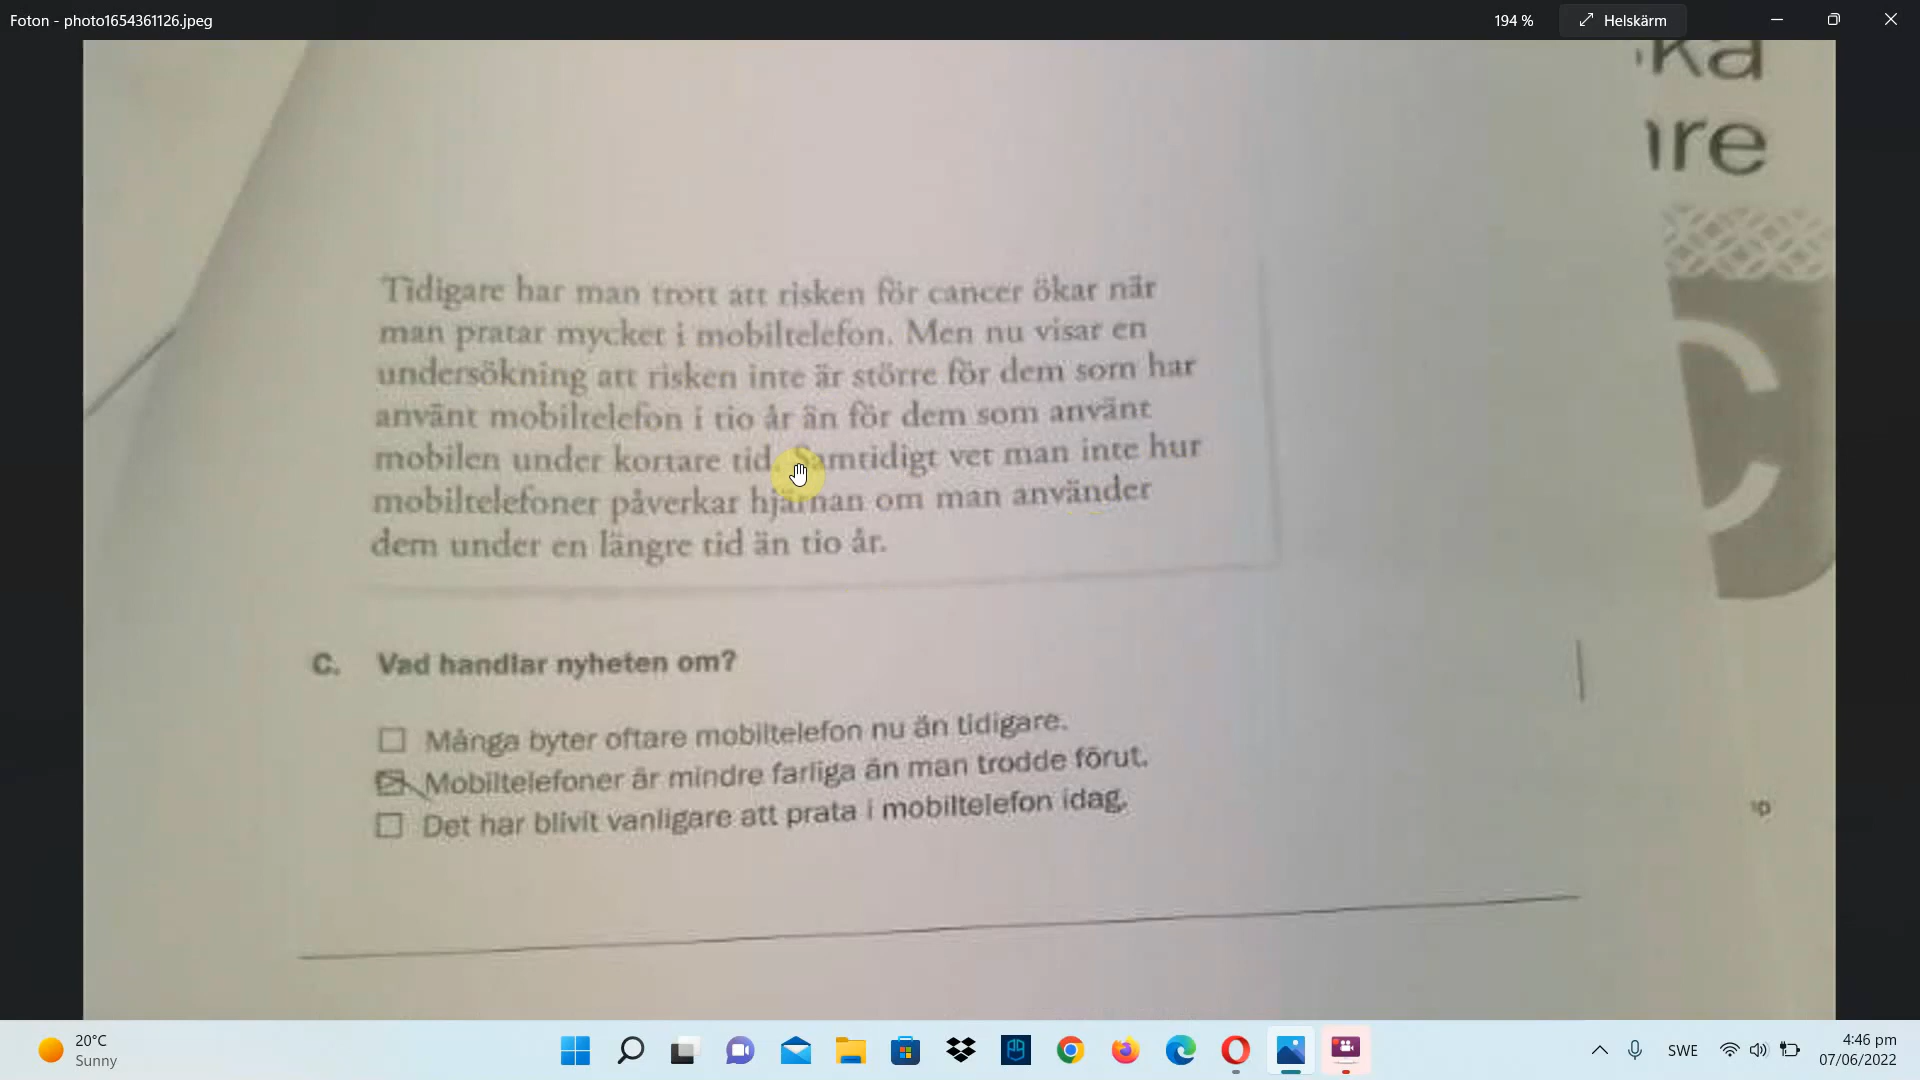 Foton - photo1654361126.jpeg
194 %
Helskärm
ka
are
Tidigare har man trott att risken för cancer ökar när
man pratar mycket i mobiltelefon. Men nu visar en
undersökning att risken inte är större för dem som har
använt mobiltelefon i tio år än för dem som använt
mobilen under kortare tid. Samtidigt vet man inte hur
mobiltelefoner påverkar hjärnan om man använder
dem under en längre tid än tio år.
C. Vad handlar nyheten om?
Många byter oftare mobiltelefon nu än tidigare.
Mobiltelefoner är mindre farliga än man trodde förut.
Det har blivit vanligare att prata i mobiltelefon idag.
20°C
Sunny
SWE
4:46 pm
07/06/2022